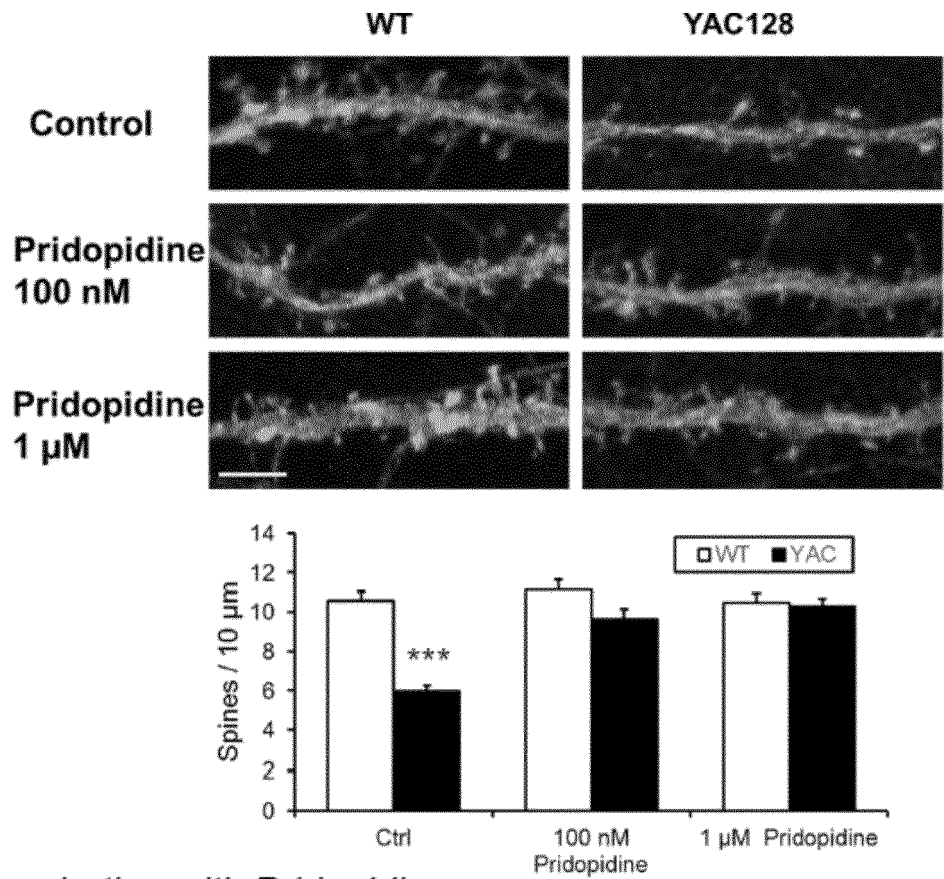 WT YAC128
Control
Pridopidine
100 nM
Pridopidine
1 µM
14
12
10
8
6
4
2
0
Spines / 10 µm
WT YAC
***
Ctrl
100 nM
Pridopidine
1 µM Pridopidine